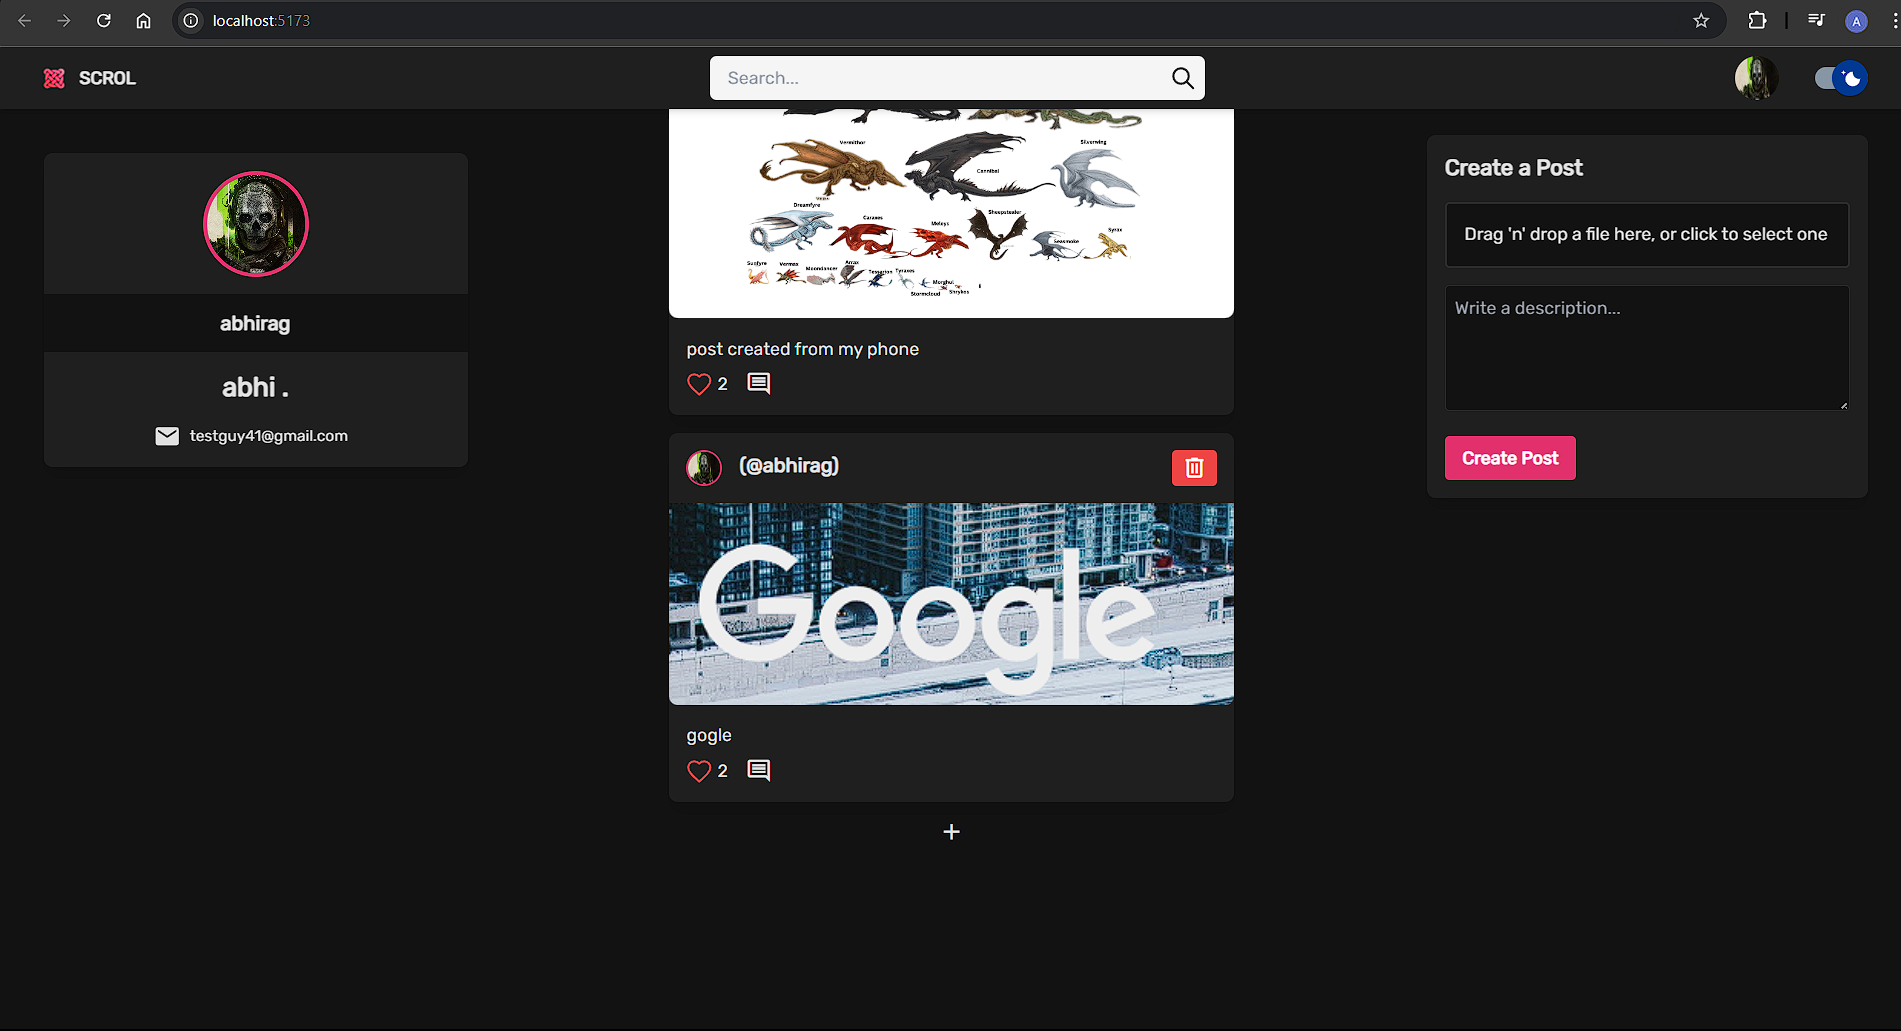 localhost:5173
A
SCROL
Search...
Vermithor
Silverwing
Cannibal
Dreamfyre
Caraxes
Meleys
Sheepstealer
Seasmoke
Syrax
Sunfyre
Vermax
Moondancer
Arrax
Tessarion
Tyraxes
Morghul
Stormcloud
Shrykos
post created from my phone
2
abhirag
abhi .
testguy41@gmail.com
(@abhirag)
Google
gogle
2
+
Create a Post
Drag 'n' drop a file here, or click to select one
Write a description...
Create Post